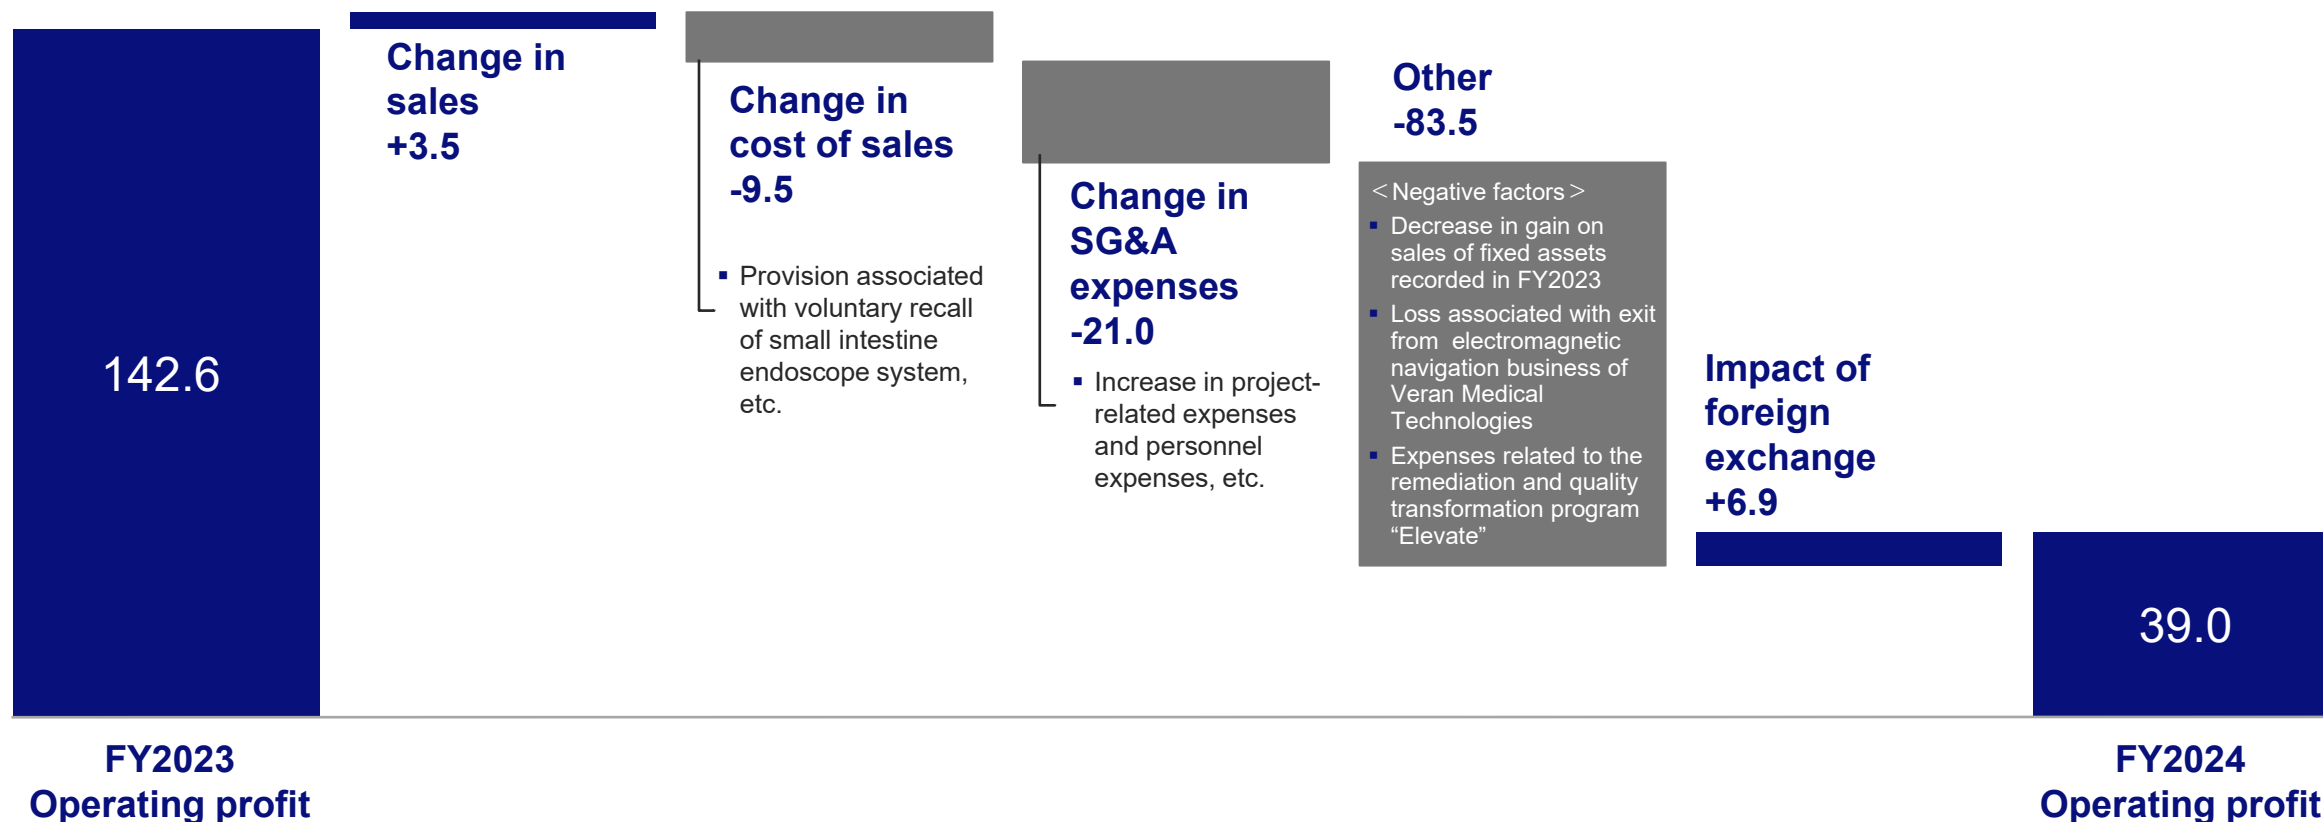 142.6
FY2023
Operating profit
Change in
sales
+3.5
Change in
cost of sales
-9.5
▪ Provision associated
with voluntary recall
of small intestine
endoscope system,
etc.
Change in
SG&A
expenses
-21.0
▪ Increase in project-
related expenses
and personnel
expenses, etc.
Other
-83.5
＜Negative factors＞
▪ Decrease in gain on
sales of fixed assets
recorded in FY2023
▪ Loss associated with exit
from electromagnetic
navigation business of
Veran Medical
Technologies
▪ Expenses related to the
remediation and quality
transformation program
“Elevate”
Impact of
foreign
exchange
+6.9
39.0
FY2024
Operating profit